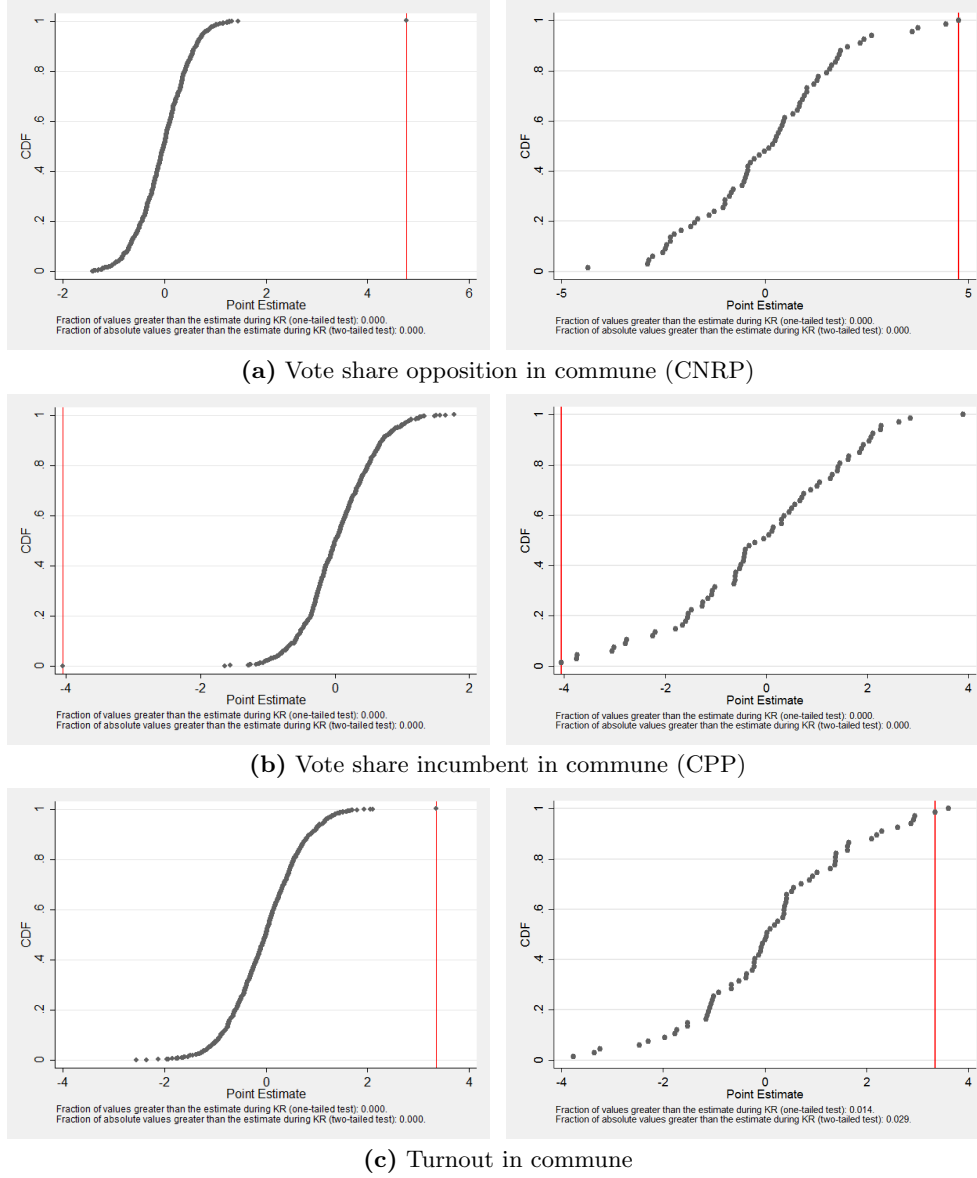 1
.8
.6
.4
.2
0
CDF
-2 0 2 4 6
Point Estimate
Fraction of values greater than the estimate during KR (one-tailed test): 0.000.
Fraction of absolute values greater than the estimate during KR (two-tailed test): 0.000.
1
.8
.6
.4
.2
0
CDF
-5 0 5
Point Estimate
Fraction of values greater than the estimate during KR (one-tailed test): 0.000.
Fraction of absolute values greater than the estimate during KR (two-tailed test): 0.000.
(a) Vote share opposition in commune (CNRP)
1
.8
.6
.4
.2
0
CDF
-4 -2 0 2
Point Estimate
Fraction of values greater than the estimate during KR (one-tailed test): 0.000.
Fraction of absolute values greater than the estimate during KR (two-tailed test): 0.000.
1
.8
.6
.4
.2
0
CDF
-4 -2 0 2 4
Point Estimate
Fraction of values greater than the estimate during KR (one-tailed test): 0.000.
Fraction of absolute values greater than the estimate during KR (two-tailed test): 0.000.
(b) Vote share incumbent in commune (CPP)
1
.8
.6
.4
.2
0
CDF
-4 -2 0 2 4
Point Estimate
Fraction of values greater than the estimate during KR (one-tailed test): 0.000.
Fraction of absolute values greater than the estimate during KR (two-tailed test): 0.000.
1
.8
.6
.4
.2
0
CDF
-4 -2 0 2 4
Point Estimate
Fraction of values greater than the estimate during KR (one-tailed test): 0.014.
Fraction of absolute values greater than the estimate during KR (two-tailed test): 0.029.
(c) Turnout in commune